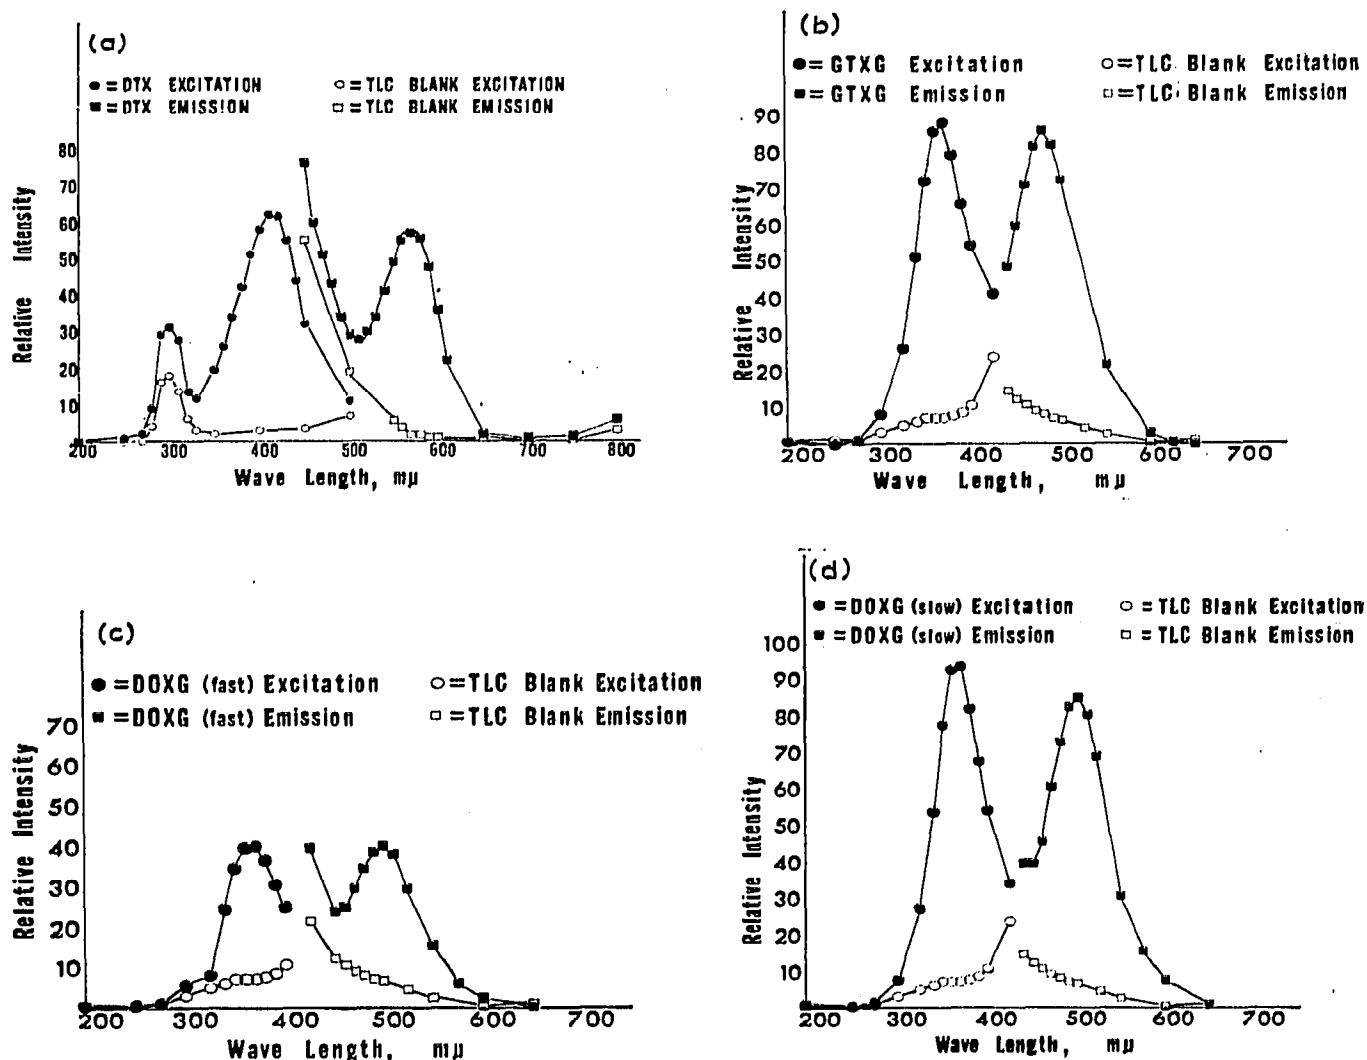 (a)
●=DTX EXCITATION ○=TLC BLANK EXCITATION
■=DTX EMISSION □=TLC BLANK EMISSION
80
70
60
50
40
30
20
10
Relative Intensity
200 300 400 500 600 700 800
Wave Length, mμ
(b)
●=GTXG Excitation ○=TLC Blank Excitation
■=GTXG Emission □=TLC Blank Emission
90
80
70
60
50
40
30
20
10
Relative Intensity
200 300 400 500 600 700
Wave Length, mμ
(c)
●=DOXG (fast) Excitation ○=TLC Blank Excitation
■=DOXG (fast) Emission □=TLC Blank Emission
70
60
50
40
30
20
10
Relative Intensity
200 300 400 500 600 700
Wave Length, mμ
(d)
●=DOXG (slow) Excitation ○=TLC Blank Excitation
■=DOXG (slow) Emission □=TLC Blank Emission
100
90
80
70
60
50
40
30
20
10
Relative Intensity
200 300 400 500 600 700
Wave Length, mμ